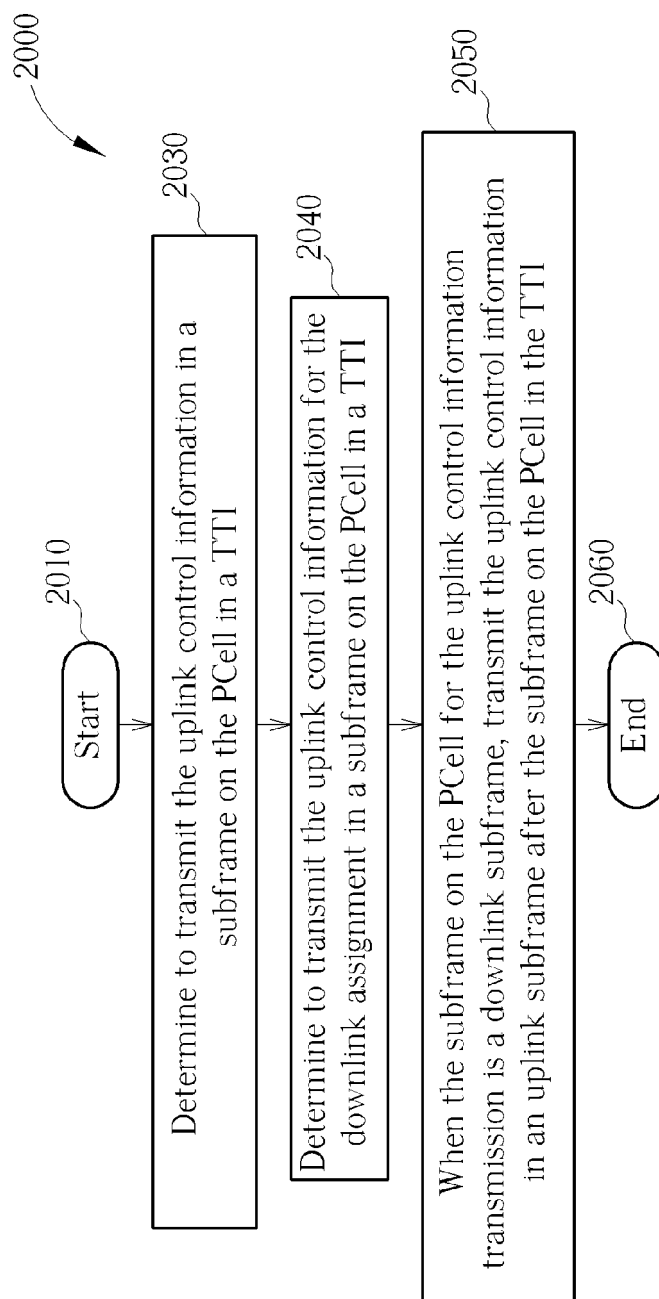 2000
Start
2010
Determine to transmit the uplink control information in a
subframe on the PCell in a TTI
2030
Determine to transmit the uplink control information for the
downlink assignment in a subframe on the PCell in a TTI
2040
When the subframe on the PCell for the uplink control information
transmission is a downlink subframe, transmit the uplink control information
in an uplink subframe after the subframe on the PCell in the TTI
2050
End
2060